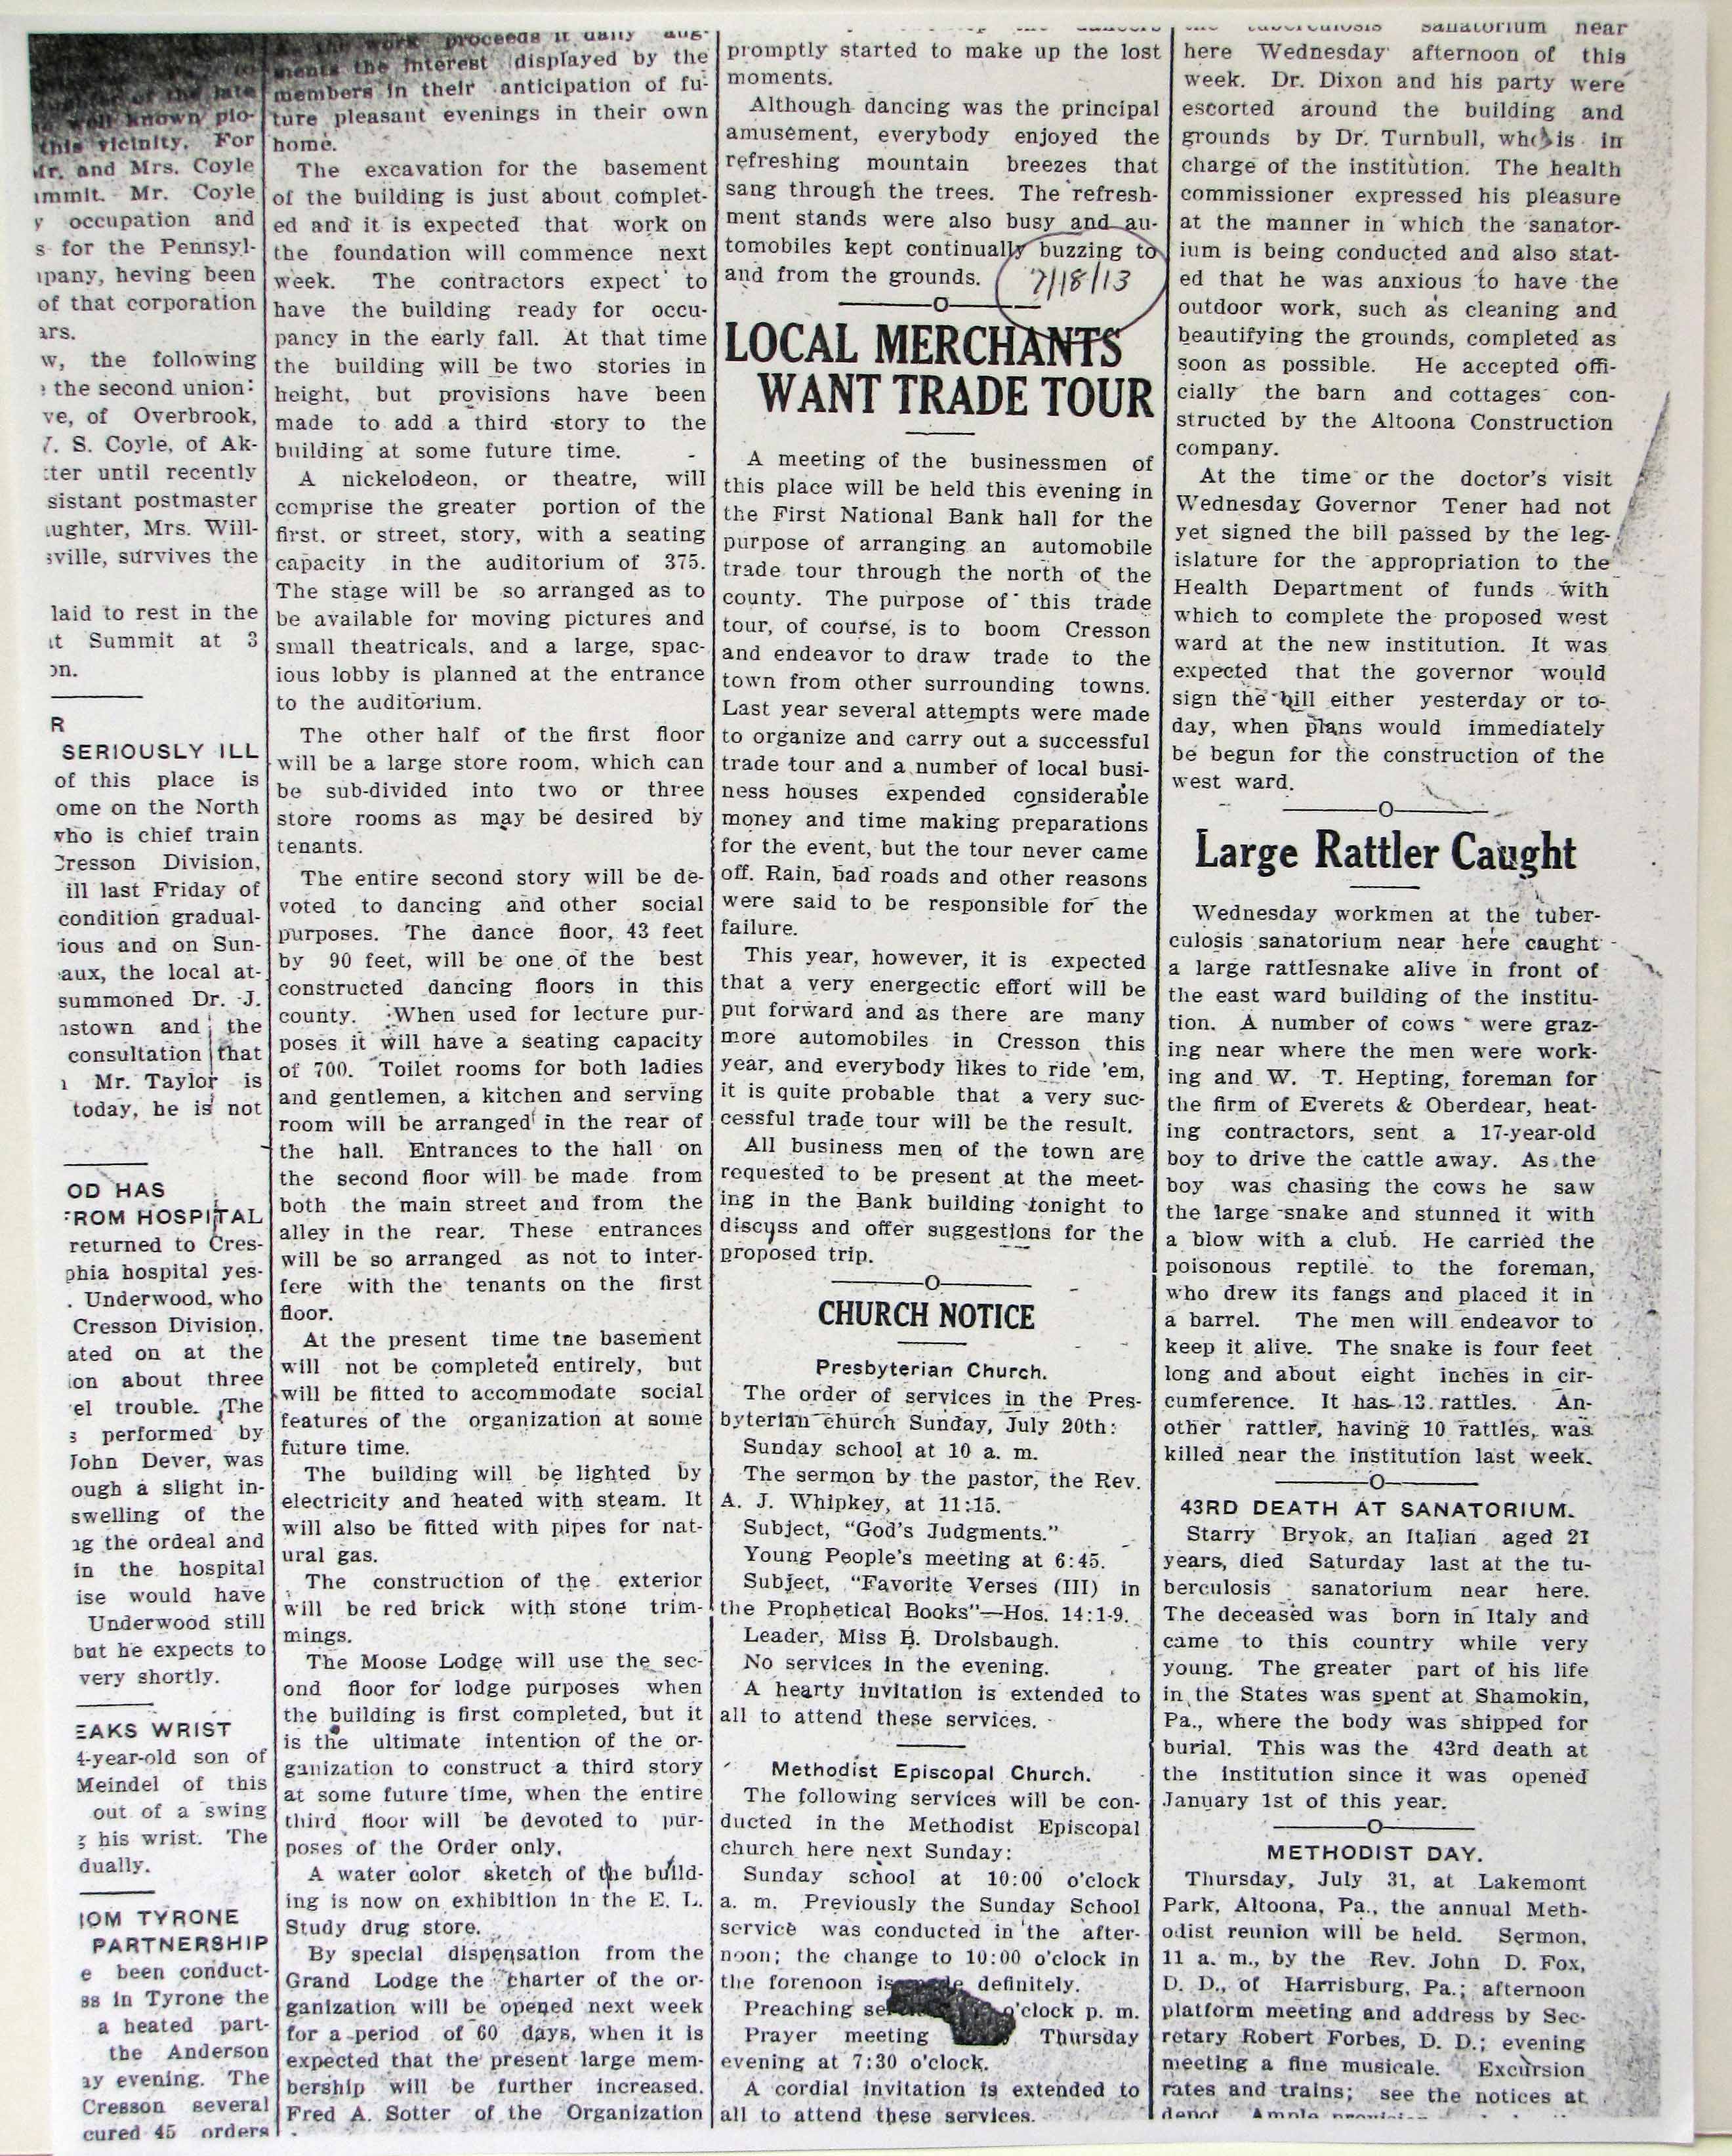 this vicinity. For
Mr. and Mrs. Coyle
ummit. Mr. Coyle
y occupation and
s for the Pennsyl-
mpany, heving been
of that corporation
ars.
w, the following
the second union:
ve, of Overbrook,
S. Coyle, of Ak-
ter until recently
sistant postmaster
aughter, Mrs. Will-
sville, survives the
laid to rest in the
at Summit at 3
on.
R
SERIOUSLY ILL
of this place is
ome on the North
who is chief train
Cresson Division,
ill last Friday of
condition gradual-
ious and on Sun-
aux, the local at-
summoned Dr. J.
nstown and the
consultation that
Mr. Taylor is
today, he is not
OD HAS
FROM HOSPITAL
returned to Cres-
phia hospital yes-
. Underwood, who
Cresson Division,
ated on at the
ion about three
el trouble. The
s performed by
John Dever, was
ough a slight in-
swelling of the
ng the ordeal and
in the hospital
ise would have
Underwood still
but he expects to
very shortly.
EAKS WRIST
4-year-old son of
Meindel of this
out of a swing
g his wrist. The
dually.
ROM TYRONE
PARTNERSHIP
e been conduct-
ss in Tyrone the
a heated part-
the Anderson
ay evening. The
Cresson several
cured 45 orders
proceeds it daily aug-
ments the interest displayed by the
members in their anticipation of fu-
ture pleasant evenings in their own
home.
The excavation for the basement
of the building is just about complet-
ed and it is expected that work on
the foundation will commence next
week. The contractors expect to
have the building ready for occu-
pancy in the early fall. At that time
the building will be two stories in
height, but provisions have been
made to add a third story to the
building at some future time.
A nickelodeon, or theatre, will
comprise the greater portion of the
first, or street, story, with a seating
capacity in the auditorium of 375.
The stage will be so arranged as to
be available for moving pictures and
small theatricals, and a large, spac-
ious lobby is planned at the entrance
to the auditorium.
The other half of the first floor
will be a large store room, which can
be sub-divided into two or three
store rooms as may be desired by
tenants.
The entire second story will be de-
voted to dancing and other social
purposes. The dance floor, 43 feet
by 90 feet, will be one of the best
constructed dancing floors in this
county. When used for lecture pur-
poses it will have a seating capacity
of 700. Toilet rooms for both ladies
and gentlemen, a kitchen and serving
room will be arranged in the rear of
the hall. Entrances to the hall on
the second floor will be made from
both the main street and from the
alley in the rear. These entrances
will be so arranged as not to inter-
fere with the tenants on the first
floor.
At the present time tne basement
will not be completed entirely, but
will be fitted to accommodate social
features of the organization at some
future time.
The building will be lighted by
electricity and heated with steam. It
will also be fitted with pipes for nat-
ural gas.
The construction of the exterior
will be red brick with stone trim-
mings.
The Moose Lodge will use the sec-
ond floor for lodge purposes when
the building is first completed, but it
is the ultimate intention of the or-
ganization to construct a third story
at some future time, when the entire
third floor will be devoted to pur-
poses of the Order only.
A water color sketch of the build-
ing is now on exhibition in the E. L.
Study drug store.
By special dispensation from the
Grand Lodge the charter of the or-
ganization will be opened next week
for a period of 60 days, when it is
expected that the present large mem-
bership will be further increased.
Fred A. Sotter of the Organization
promptly started to make up the lost
moments.
Although dancing was the principal
amusement, everybody enjoyed the
refreshing mountain breezes that
sang through the trees. The refresh-
ment stands were also busy and au-
tomobiles kept continually buzzing to
and from the grounds.
7/18/13
LOCAL MERCHANTS
WANT TRADE TOUR
A meeting of the businessmen of
this place will be held this evening in
the First National Bank hall for the
purpose of arranging an automobile
trade tour through the north of the
county. The purpose of this trade
tour, of course, is to boom Cresson
and endeavor to draw trade to the
town from other surrounding towns.
Last year several attempts were made
to organize and carry out a successful
trade tour and a number of local busi-
ness houses expended considerable
money and time making preparations
for the event, but the tour never came
off. Rain, bad roads and other reasons
were said to be responsible for the
failure.
This year, however, it is expected
that a very energectic effort will be
put forward and as there are many
more automobiles in Cresson this
year, and everybody likes to ride 'em,
it is quite probable that a very suc-
cessful trade tour will be the result.
All business men of the town are
requested to be present at the meet-
ing in the Bank building tonight to
discuss and offer suggestions for the
proposed trip.
CHURCH NOTICE
Presbyterian Church.
The order of services in the Pres-
byterian church Sunday, July 20th:
Sunday school at 10 a. m.
The sermon by the pastor, the Rev.
A. J. Whipkey, at 11:15.
Subject, "God's Judgments."
Young People's meeting at 6:45.
Subject, "Favorite Verses (III) in
the Prophetical Books"—Hos. 14:1-9.
Leader, Miss B. Drolsbaugh.
No services in the evening.
A hearty invitation is extended to
all to attend these services.
Methodist Episcopal Church.
The following services will be con-
ducted in the Methodist Episcopal
church here next Sunday:
Sunday school at 10:00 o'clock
a. m. Previously the Sunday School
service was conducted in the after-
noon; the change to 10:00 o'clock in
the forenoon is definitely.
Preaching o'clock p. m.
Prayer meeting Thursday
evening at 7:30 o'clock.
A cordial invitation is extended to
all to attend these services.
the tuberculosis sanatorium near
here Wednesday afternoon of this
week. Dr. Dixon and his party were
escorted around the building and
grounds by Dr. Turnbull, who is in
charge of the institution. The health
commissioner expressed his pleasure
at the manner in which the sanator-
ium is being conducted and also stat-
ed that he was anxious to have the
outdoor work, such as cleaning and
beautifying the grounds, completed as
soon as possible. He accepted offi-
cially the barn and cottages con-
structed by the Altoona Construction
company.
At the time or the doctor's visit
Wednesday Governor Tener had not
yet signed the bill passed by the leg-
islature for the appropriation to the
Health Department of funds with
which to complete the proposed west
ward at the new institution. It was
expected that the governor would
sign the bill either yesterday or to-
day, when plans would immediately
be begun for the construction of the
west ward.
Large Rattler Caught
Wednesday workmen at the tuber-
culosis sanatorium near here caught
a large rattlesnake alive in front of
the east ward building of the institu-
tion. A number of cows were graz-
ing near where the men were work-
ing and W. T. Hepting, foreman for
the firm of Everets & Oberdear, heat-
ing contractors, sent a 17-year-old
boy to drive the cattle away. As the
boy was chasing the cows he saw
the large snake and stunned it with
a blow with a club. He carried the
poisonous reptile to the foreman,
who drew its fangs and placed it in
a barrel. The men will endeavor to
keep it alive. The snake is four feet
long and about eight inches in cir-
cumference. It has 13 rattles. An-
other rattler, having 10 rattles, was
killed near the institution last week.
43RD DEATH AT SANATORIUM.
Starry Bryok, an Italian aged 21
years, died Saturday last at the tu-
berculosis sanatorium near here.
The deceased was born in Italy and
came to this country while very
young. The greater part of his life
in the States was spent at Shamokin,
Pa., where the body was shipped for
burial. This was the 43rd death at
the institution since it was opened
January 1st of this year.
METHODIST DAY.
Thursday, July 31, at Lakemont
Park, Altoona, Pa., the annual Meth-
odist reunion will be held. Sermon,
11 a. m., by the Rev. John D. Fox,
D. D., of Harrisburg, Pa.; afternoon
platform meeting and address by Sec-
retary Robert Forbes, D. D.; evening
meeting a fine musicale. Excursion
rates and trains; see the notices at
depot. Ample